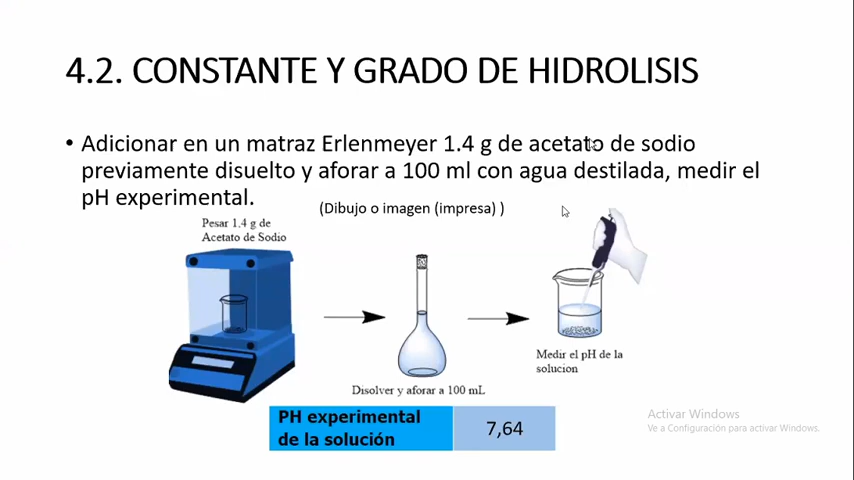 4.2. CONSTANTE Y GRADO DE HIDROLISIS
• Adicionar en un matraz Erlenmeyer 1.4 g de acetato de sodio
previamente disuelto y aforar a 100 ml con agua destilada, medir el
pH experimental.
(Dibujo o imagen (impresa) )
Pesar 1.4 g de
Acetato de Sodio
Medir el pH de la
solucion
Disolver y aforar a 100 mL
PH experimental
de la solución
7,64
Activar Windows
Ve a Configuración para activar Windows.